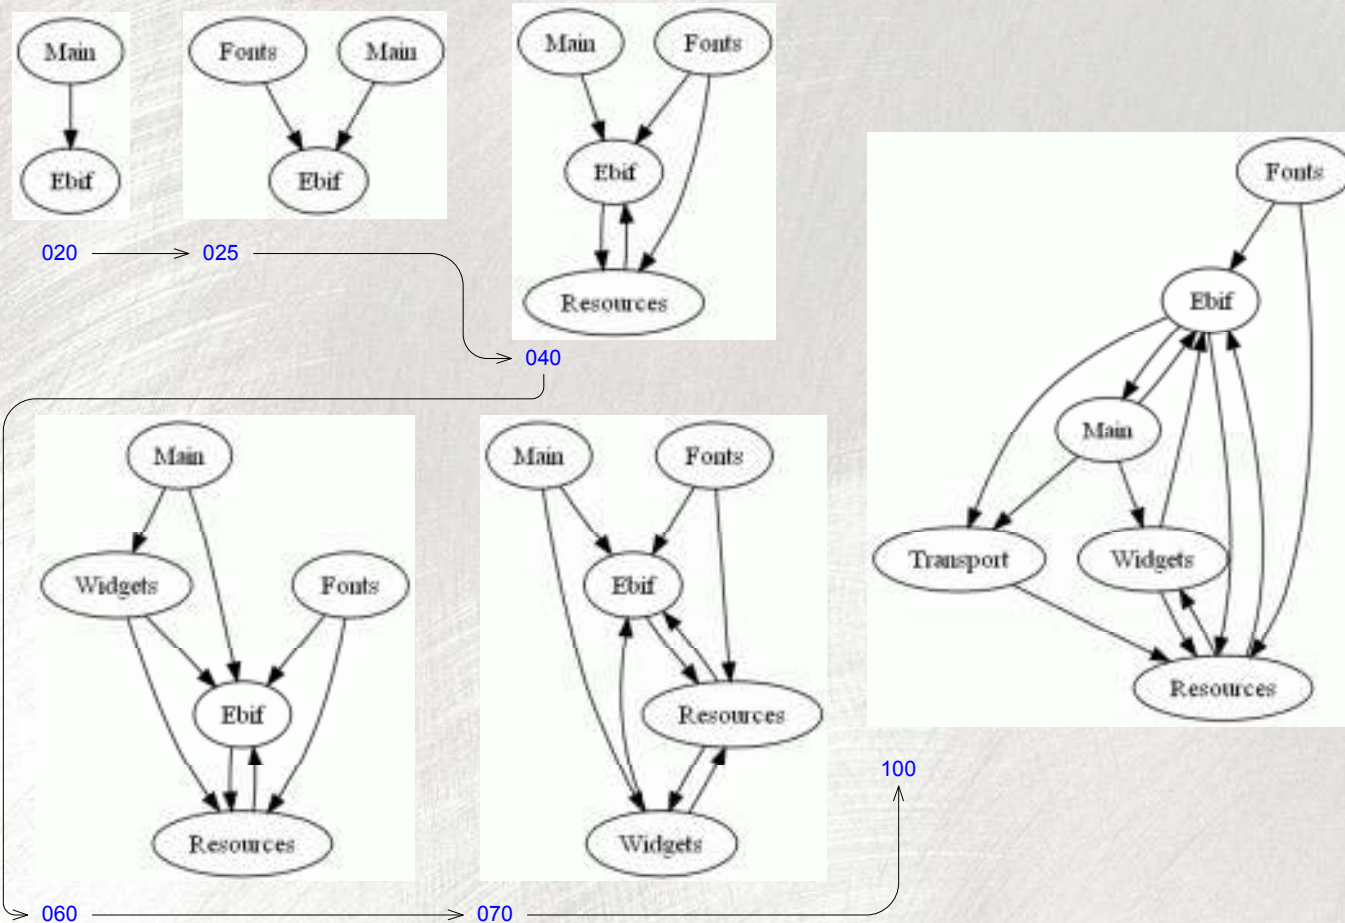 Main
Ebif
020
Fonts Main
Ebif
025
Main Fonts
Ebif
Resources
040
Main
Widgets Fonts
Ebif
Resources
060
Main Fonts
Ebif
Resources
Widgets
070
Fonts
Ebif
Main
Transport Widgets
Resources
100